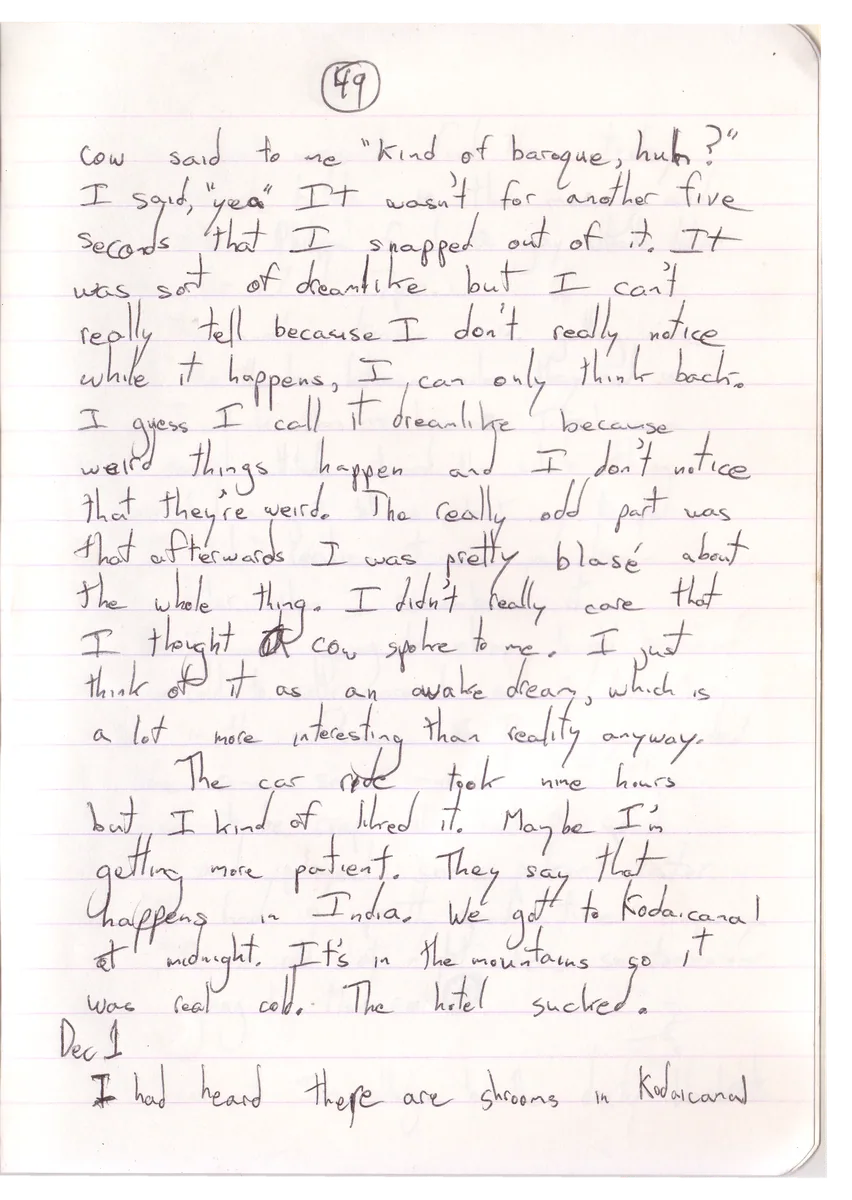 49
cow said to me "Kind of baroque, huh?"
I said, "yea" It wasn't for another five
seconds that I snapped out of it. It
was sort of dreamlike but I can't
really tell because I don't really notice
while it happens, I can only think back.
I guess I call it dreamlike because
weird things happen and I don't notice
that they're weird. The really odd part was
that afterwards I was pretty blasé about
the whole thing. I didn't really care that
I thought a cow spoke to me. I just
think of it as an awake dream, which is
a lot more interesting than reality anyway.
The car ride took nine hours
but I kind of liked it. Maybe I'm
getting more patient. They say that
happens in India. We got to Kodaicanal
at midnight. It's in the mountains so it
was real cold. The hotel sucked.
Dec 1
I had heard there are shrooms in Kodaicanal